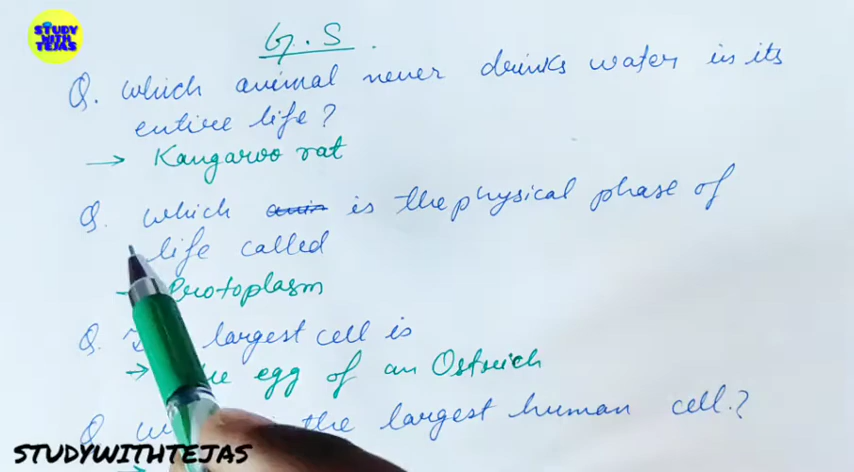 STUDY
WITH
TEJAS
G.S.
Q. which animal never drinks water in its
entire life?
→ Kangaroo rat
Q. which is the physical phase of
life called
Protoplasm
Q. largest cell is
→ egg of an Ostrich
Q the largest human cell.?
STUDYWITHTEJAS